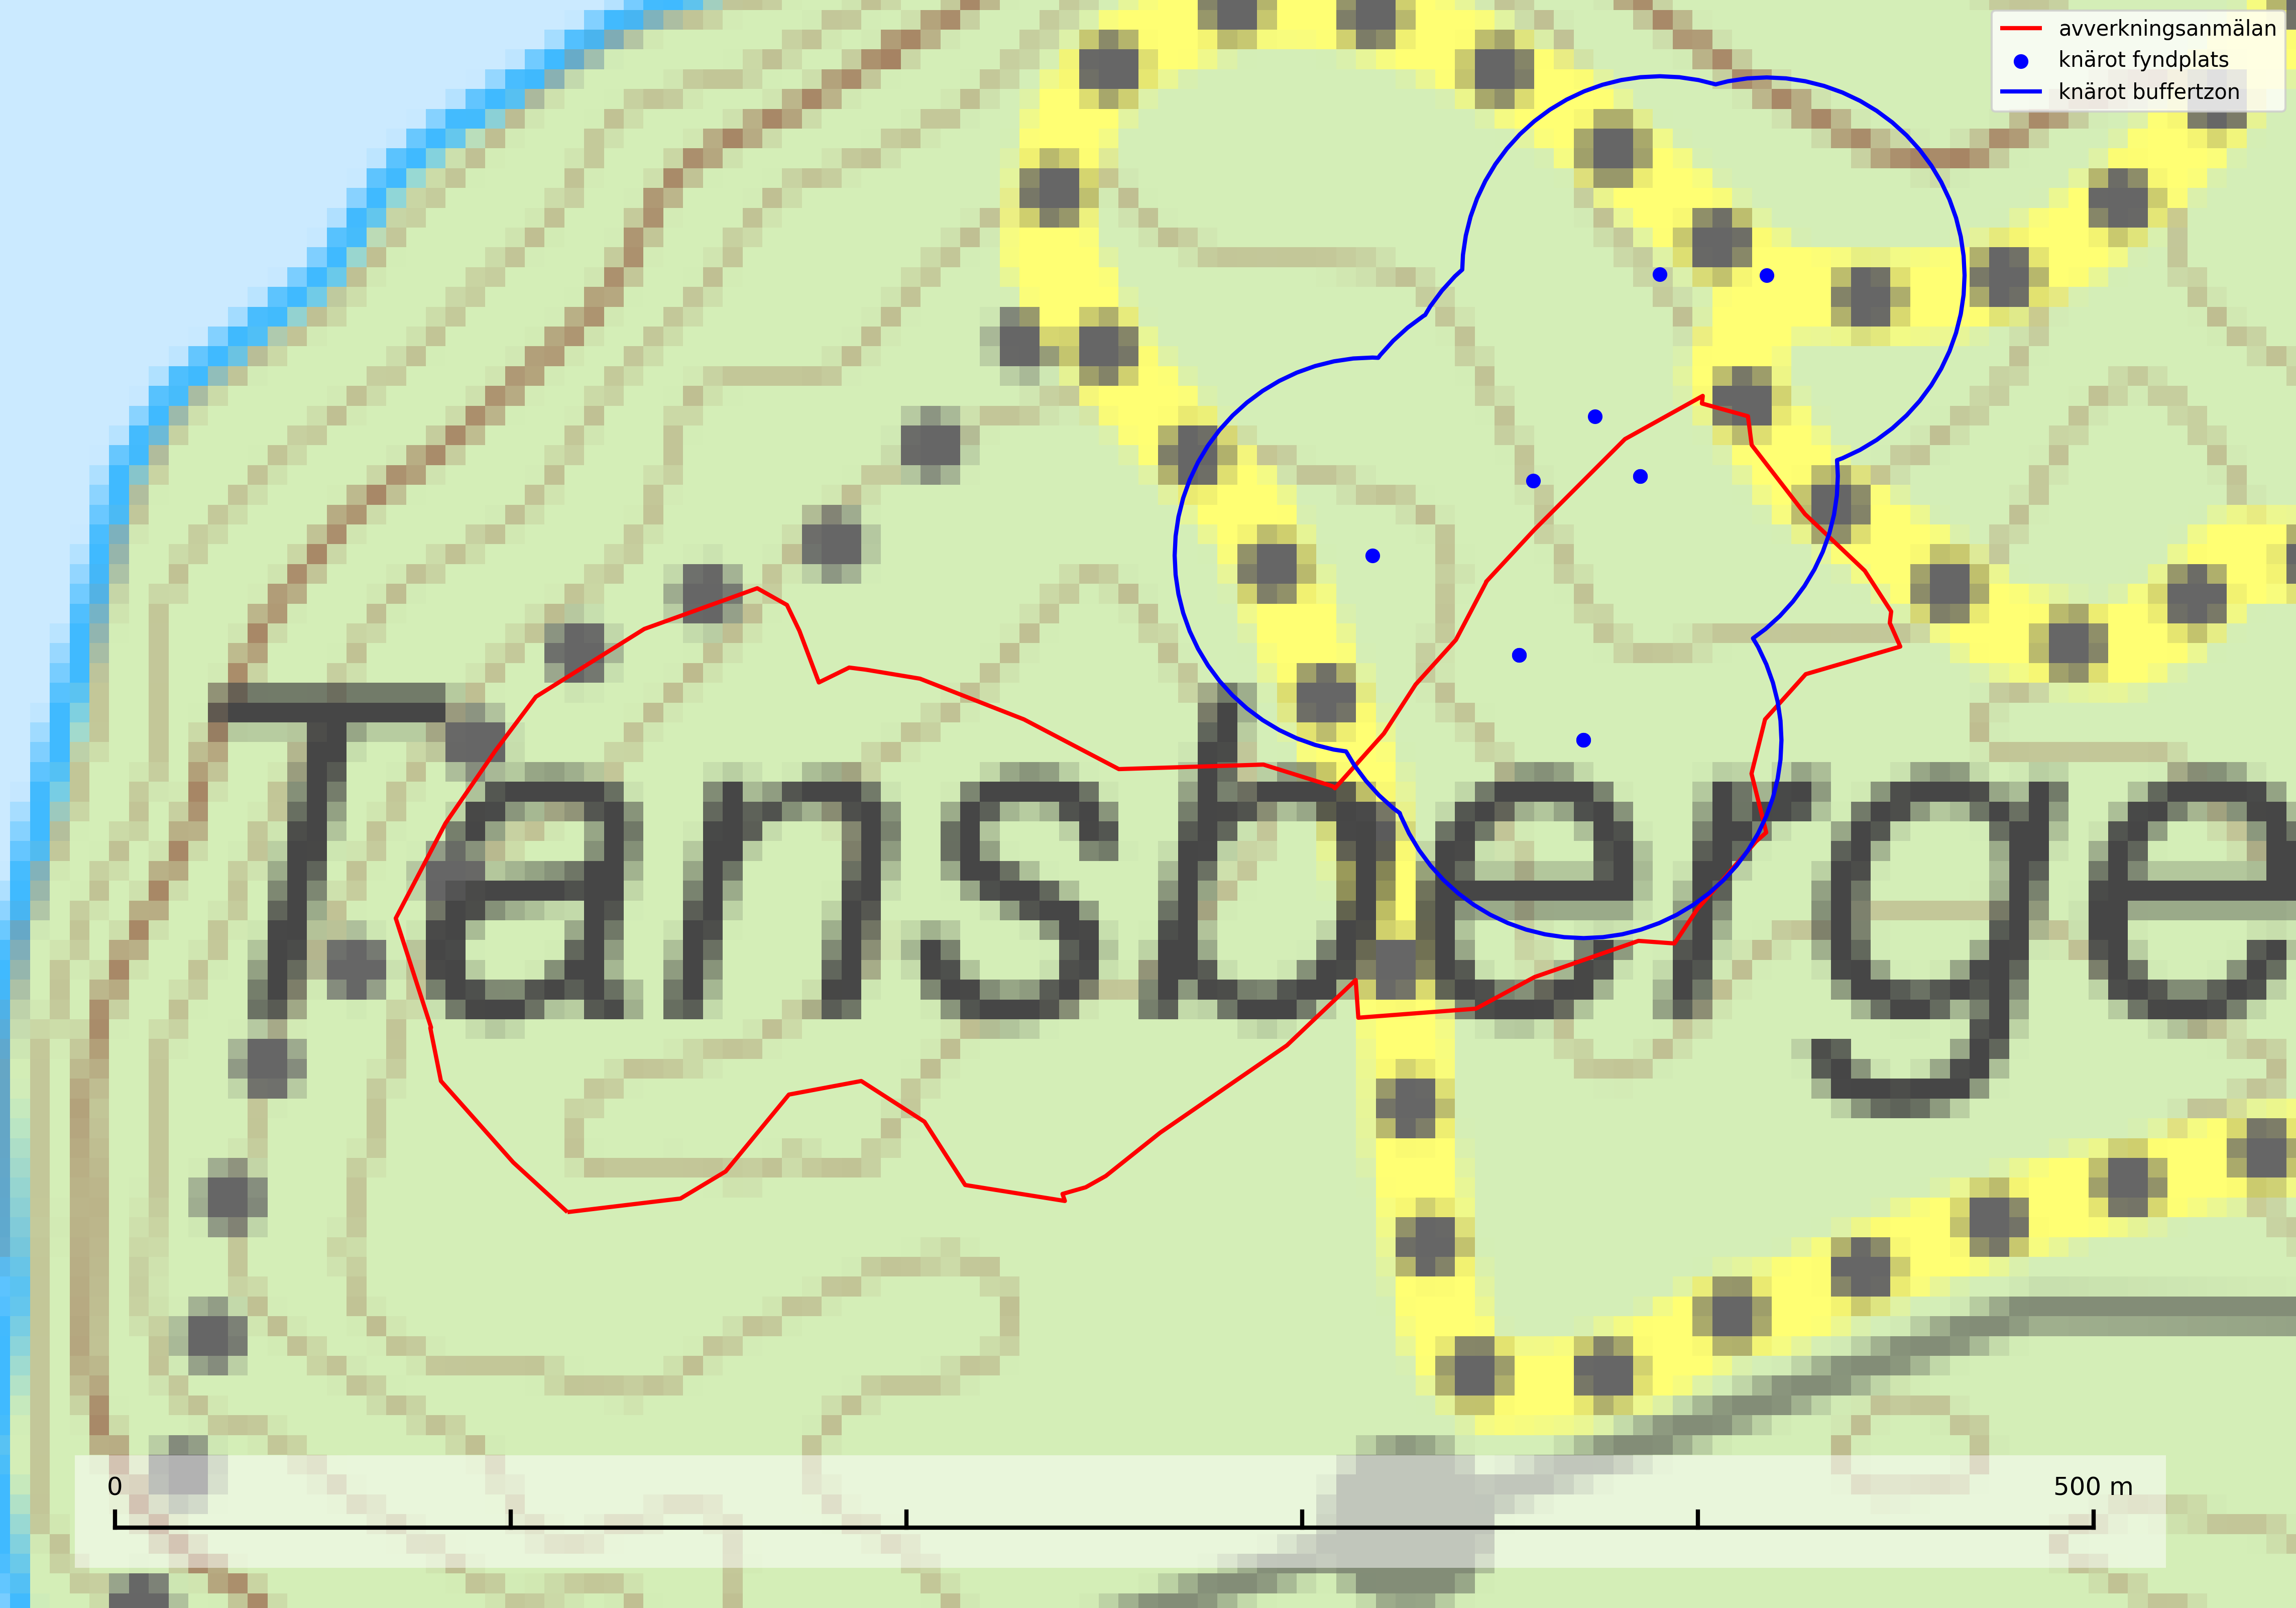 avverkningsanmälan
knärot fyndplats
knärot buffertzon
Tansberge
0 500 m